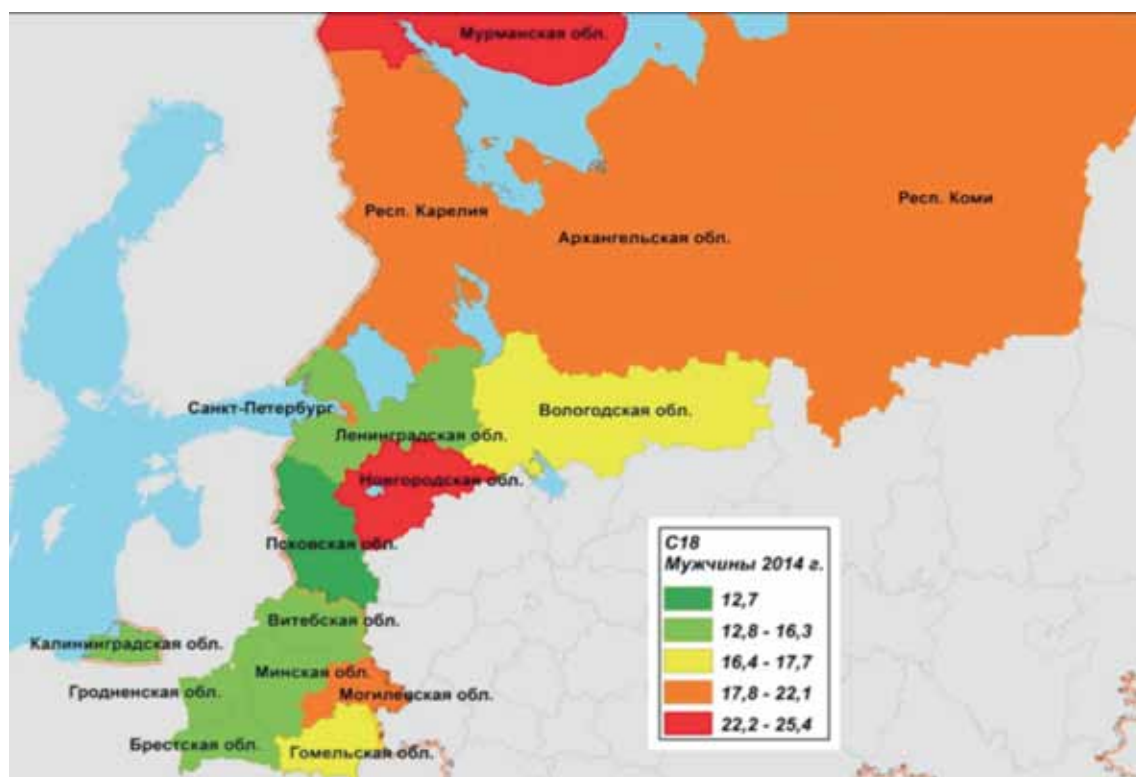 Мурманская обл.
Респ. Карелия
Респ. Коми
Архангельская обл.
Санкт-Петербург
Вологодская обл.
Ленинградская обл.
Новгородская обл.
Псковская обл.
Витебская обл.
Калининградская обл.
Минская обл.
Гродненская обл.
Могилевская обл.
Брестская обл.
Гомельская обл.
C18
Мужчины 2014 г.
12,7
12,8 - 16,3
16,4 - 17,7
17,8 - 22,1
22,2 - 25,4